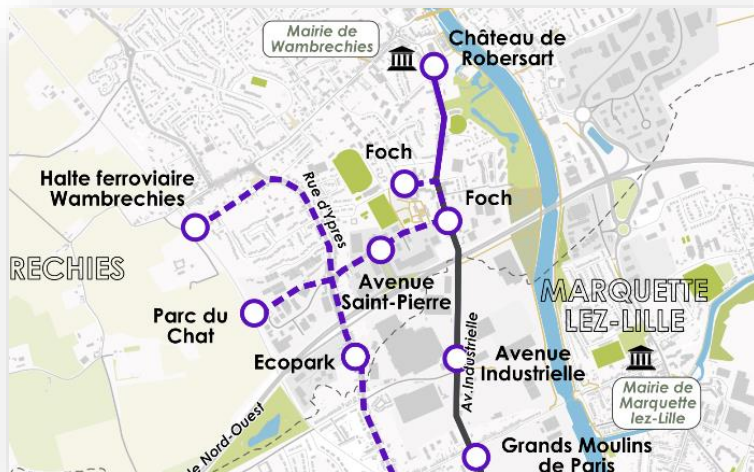 Mairie de
Wambrechies
Château de
Robersart
Foch
Halte ferroviaire
Wambrechies
Rue d'Ypres
Foch
RECHIES
Avenue
Saint-Pierre
MARQUETTE
LEZ-LILLE
Parc du
Chat
Ecopark
Av.Industrielle
Avenue
Industrielle
Mairie de
Marquette
lez-Lille
le Nord-Ouest
Grands Moulins
de Paris